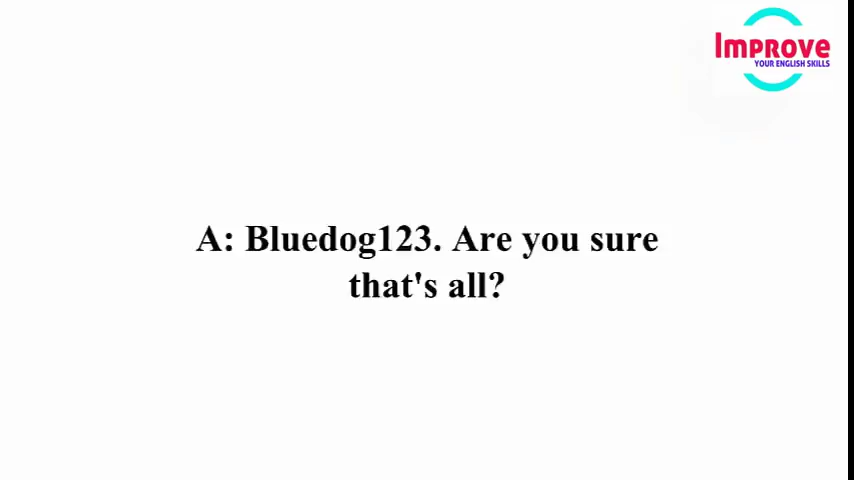 Improve
YOUR ENGLISH SKILLS
A: Bluedog123. Are you sure
that's all?